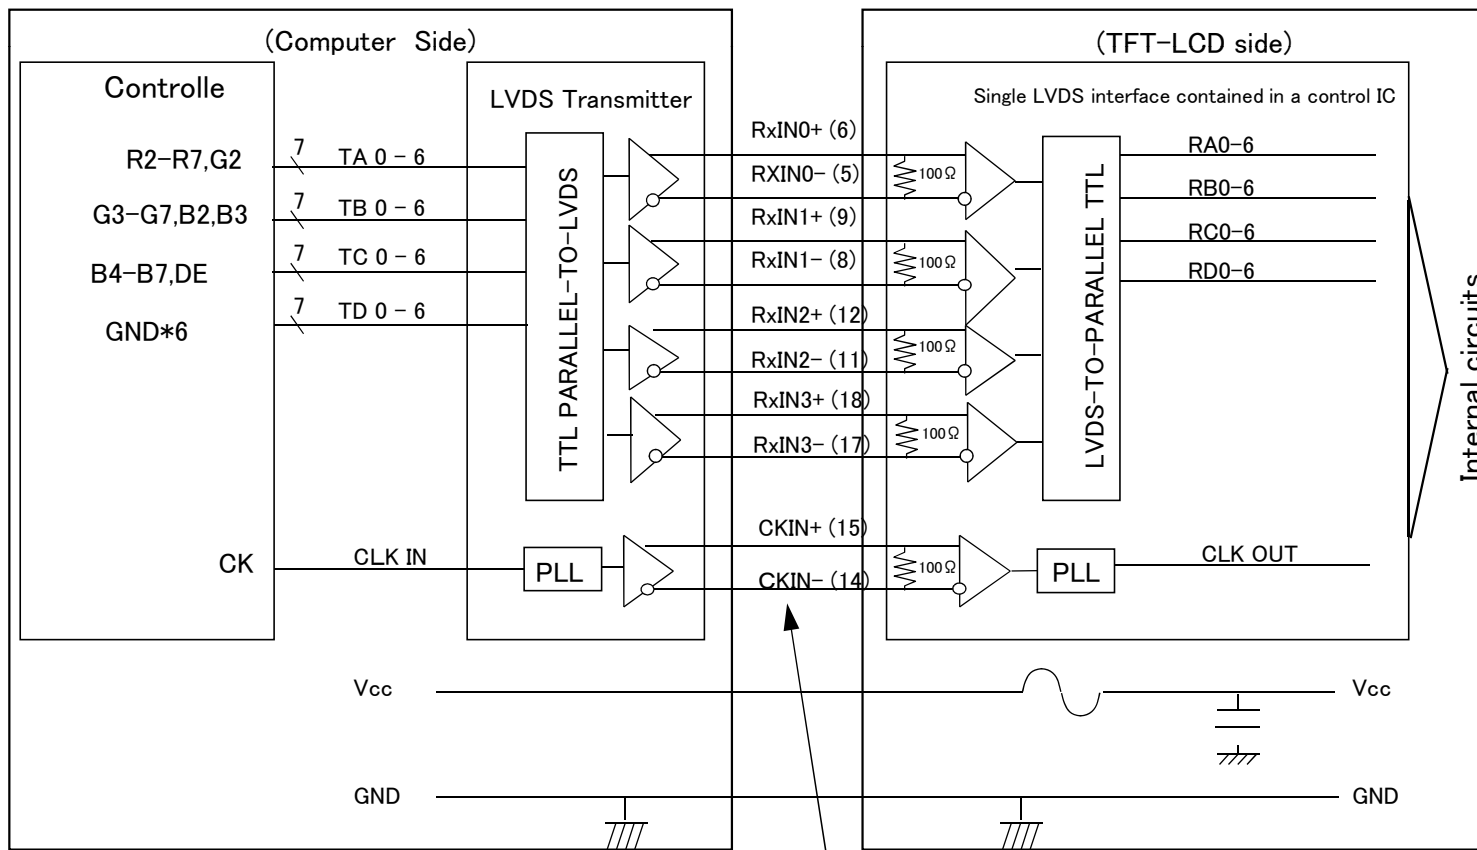 (Computer Side)
Controlle
R2-R7,G2
G3-G7,B2,B3
B4-B7,DE
GND*6
CK
7
TA 0 - 6
7
TB 0 - 6
7
TC 0 - 6
7
TD 0 - 6
CLK IN
LVDS Transmitter
TTL PARALLEL-TO-LVDS
PLL
RxIN0+ (6)
RXIN0- (5)
RxIN1+ (9)
RxIN1- (8)
RxIN2+ (12)
RxIN2- (11)
RxIN3+ (18)
RxIN3- (17)
CKIN+ (15)
CKIN- (14)
(TFT-LCD side)
Single LVDS interface contained in a control IC
100Ω
100Ω
100Ω
100Ω
100Ω
LVDS-TO-PARALLEL TTL
PLL
RA0-6
RB0-6
RC0-6
RD0-6
CLK OUT
Internal circuits
Vcc
Vcc
GND
GND